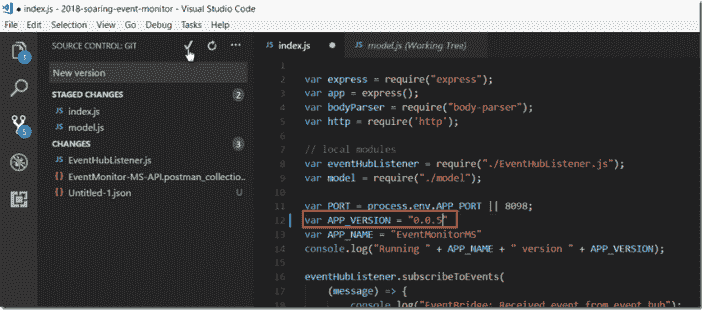 ● index.js - 2018-soaring-event-monitor - Visual Studio Code
File Edit Selection View Go Debug Tasks Help
SOURCE CONTROL: GIT
New version
STAGED CHANGES 2
JS index.js
JS model.js
CHANGES 3
JS EventHubListener.js
{} EventMonitor-MS-API.postman_collectio...
{} Untitled-1.json U
1
5
JS index.js ● JS model.js (Working Tree)
1
2 var express = require("express");
3 var app = express();
4 var bodyParser = require("body-parser");
5 var http = require('http');
6
7 // local modules
8 var eventHubListener = require("./EventHubListener.js");
9 var model = require("./model");
10
11 var PORT = process.env.APP_PORT || 8098;
12 var APP_VERSION = "0.0.5"
13 var APP_NAME = "EventMonitorMS"
14 console.log("Running " + APP_NAME + " version " + APP_VERSION);
15
16 eventHubListener.subscribeToEvents(
17 (message) => {
18 console.log("EventBridge: Received event from event hub");